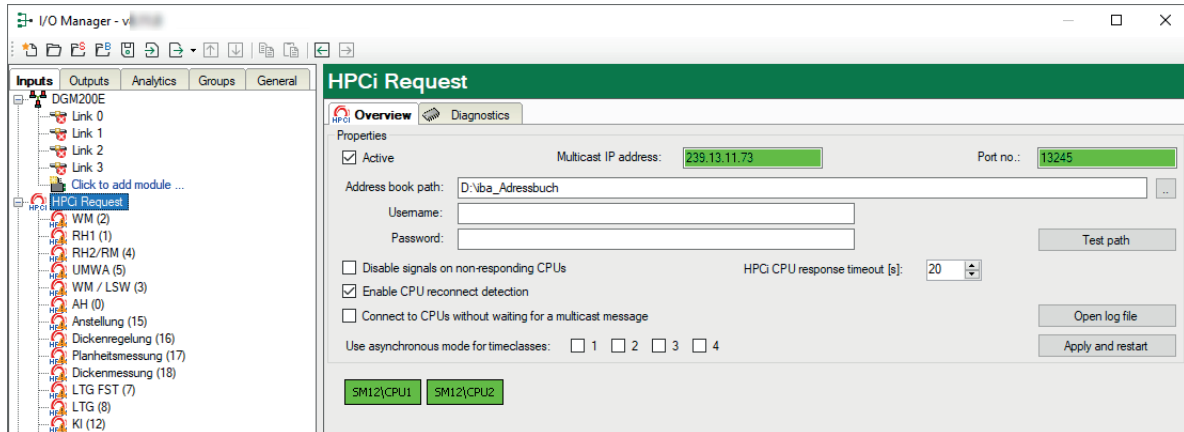 I/O Manager - v
Inputs Outputs Analytics Groups General
DGM200E
Link 0
Link 1
Link 2
Link 3
Click to add module ...
HPCi Request
WM (2)
RH1 (1)
RH2/RM (4)
UMWA (5)
WM / LSW (3)
AH (0)
Anstellung (15)
Dickenregelung (16)
Planheitsmessung (17)
Dickenmessung (18)
LTG FST (7)
LTG (8)
KI (12)
HPCi Request
Overview Diagnostics
Properties
Active Multicast IP address: 239.13.11.73 Port no.: 13245
Address book path: D:\iba_Adressbuch ..
Username:
Password: Test path
Disable signals on non-responding CPUs HPCi CPU response timeout [s]: 20
Enable CPU reconnect detection
Connect to CPUs without waiting for a multicast message Open log file
Use asynchronous mode for timeclasses: 1 2 3 4 Apply and restart
SM12\CPU1 SM12\CPU2